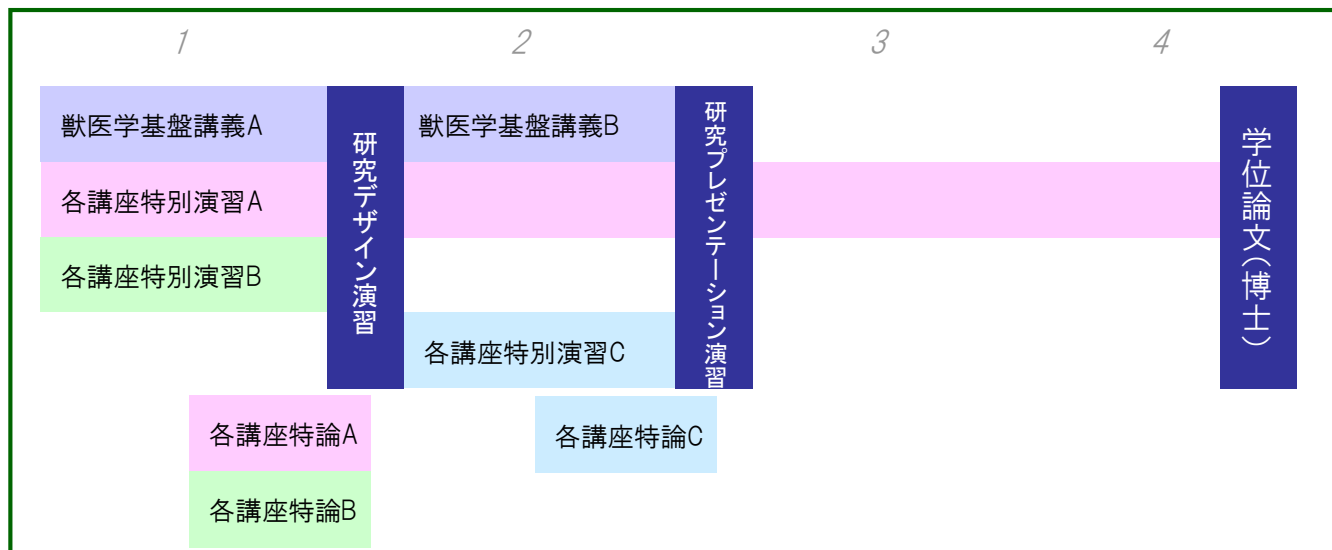 1
2
3
4
獣医学基盤講義A
研究デザイン演習
獣医学基盤講義B
研究プレゼンテーション演習
学位論文(博士)
各講座特別演習A
各講座特別演習B
各講座特別演習C
各講座特論A
各講座特論C
各講座特論B